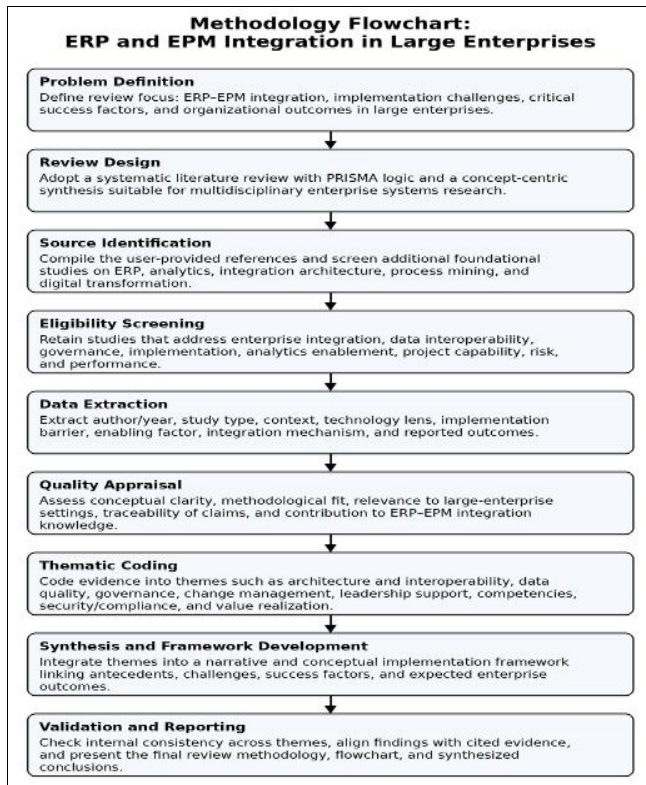 Methodology Flowchart:
ERP and EPM Integration in Large Enterprises
Problem Definition
Define review focus: ERP–EPM integration, implementation challenges, critical
success factors, and organizational outcomes in large enterprises.
Review Design
Adopt a systematic literature review with PRISMA logic and a concept-centric
synthesis suitable for multidisciplinary enterprise systems research.
Source Identification
Compile the user-provided references and screen additional foundational
studies on ERP, analytics, integration architecture, process mining, and
digital transformation.
Eligibility Screening
Retain studies that address enterprise integration, data interoperability,
governance, implementation, analytics enablement, project capability, risk,
and performance.
Data Extraction
Extract author/year, study type, context, technology lens, implementation
barrier, enabling factor, integration mechanism, and reported outcomes.
Quality Appraisal
Assess conceptual clarity, methodological fit, relevance to large-enterprise
settings, traceability of claims, and contribution to ERP–EPM integration
knowledge.
Thematic Coding
Code evidence into themes such as architecture and interoperability, data
quality, governance, change management, leadership support, competencies,
security/compliance, and value realization.
Synthesis and Framework Development
Integrate themes into a narrative and conceptual implementation framework
linking antecedents, challenges, success factors, and expected enterprise
outcomes.
Validation and Reporting
Check internal consistency across themes, align findings with cited evidence,
and present the final review methodology, flowchart, and synthesized
conclusions.